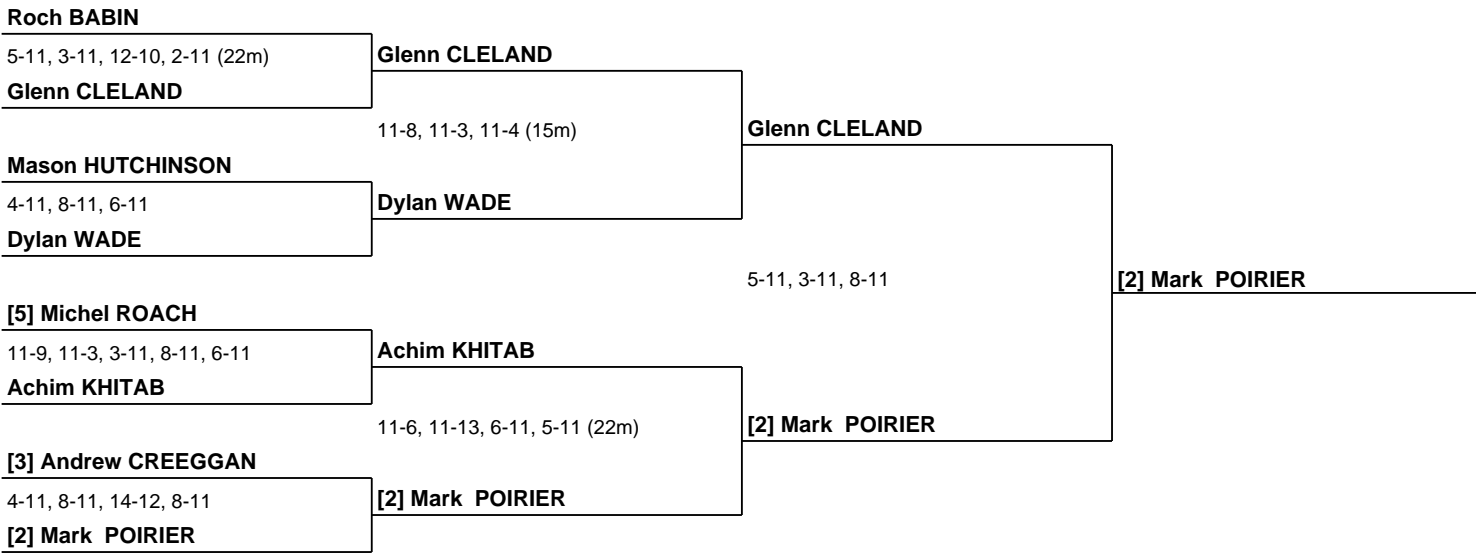 Roch BABIN
5-11, 3-11, 12-10, 2-11 (22m)
Glenn CLELAND
Glenn CLELAND
11-8, 11-3, 11-4 (15m)
Glenn CLELAND
Mason HUTCHINSON
4-11, 8-11, 6-11
Dylan WADE
Dylan WADE
5-11, 3-11, 8-11
[2] Mark POIRIER
[5] Michel ROACH
11-9, 11-3, 3-11, 8-11, 6-11
Achim KHITAB
Achim KHITAB
11-6, 11-13, 6-11, 5-11 (22m)
[2] Mark POIRIER
[3] Andrew CREEGGAN
4-11, 8-11, 14-12, 8-11
[2] Mark POIRIER
[2] Mark POIRIER